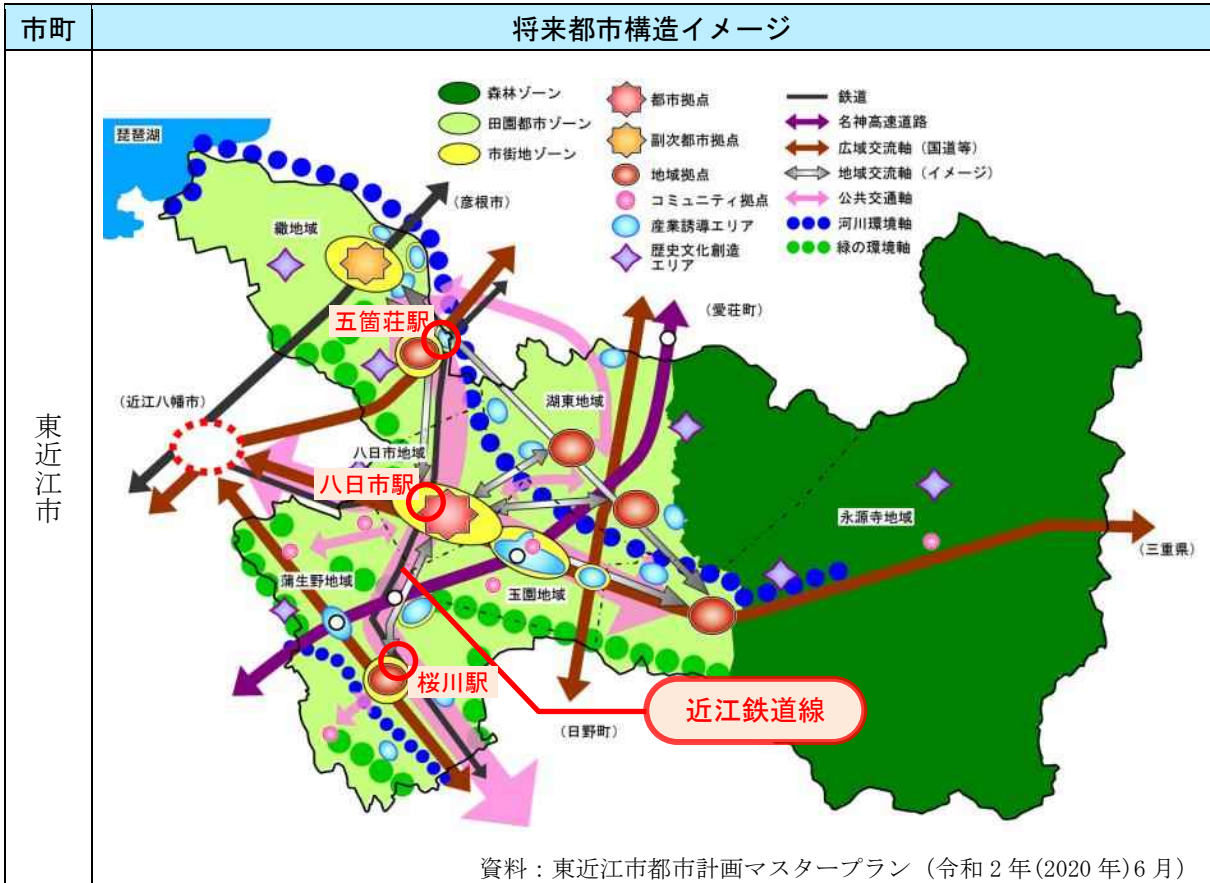 市町
将来都市構造イメージ
東近江市
森林ゾーン
田園都市ゾーン
市街地ゾーン
都市拠点
副次都市拠点
地域拠点
コミュニティ拠点
産業誘導エリア
歴史文化創造
エリア
鉄道
名神高速道路
広域交流軸（国道等）
地域交流軸（イメージ）
公共交通軸
河川環境軸
緑の環境軸
琵琶湖
（彦根市）
繖地域
五箇荘駅
（愛荘町）
（近江八幡市）
湖東地域
八日市地域
八日市駅
永源寺地域
（三重県）
蒲生野地域
玉園地域
桜川駅
近江鉄道線
（日野町）
資料：東近江市都市計画マスタープラン（令和2年(2020年)6月）